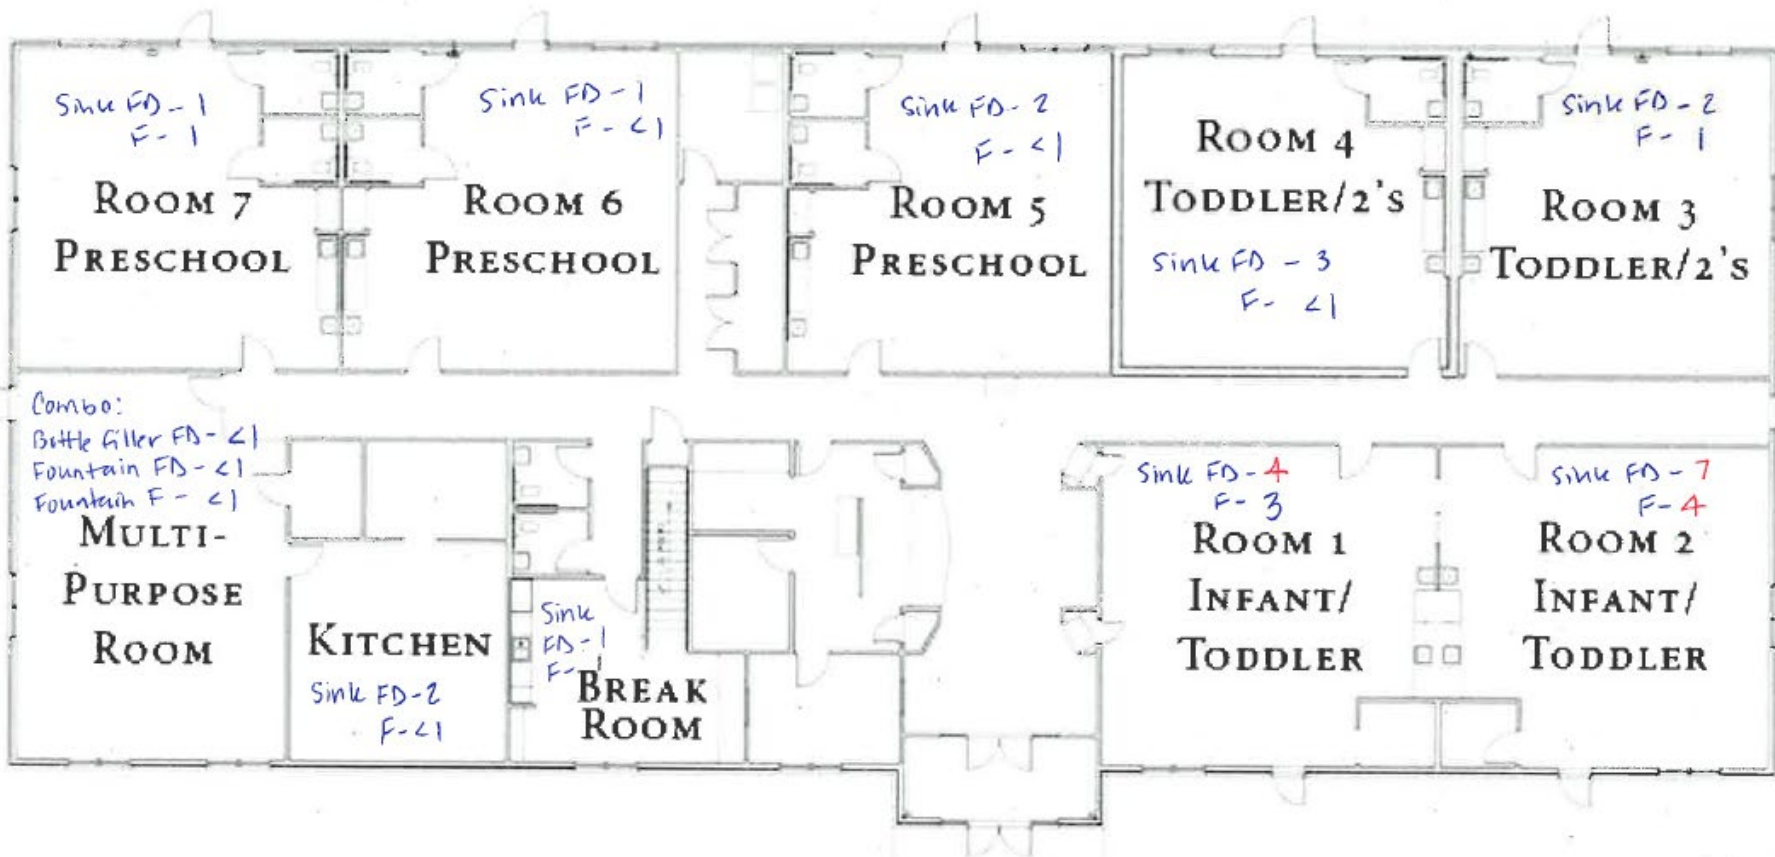 Sink FD - 1
F - 1
ROOM 7
PRESCHOOL
Sink FD - 1
F - <1
ROOM 6
PRESCHOOL
Sink FD - 2
F - <1
ROOM 5
PRESCHOOL
ROOM 4
TODDLER/2's
Sink FD - 3
F - <1
Sink FD - 2
F - 1
ROOM 3
TODDLER/2's
Combo:
Bottle filler FD - <1
Fountain FD - <1
Fountain F - <1
MULTI-
PURPOSE
ROOM
KITCHEN
Sink FD - 2
F - <1
Sink
FD - 1
F -
BREAK
ROOM
Sink FD - 4
F - 3
ROOM 1
INFANT/
TODDLER
Sink FD - 7
F - 4
ROOM 2
INFANT/
TODDLER